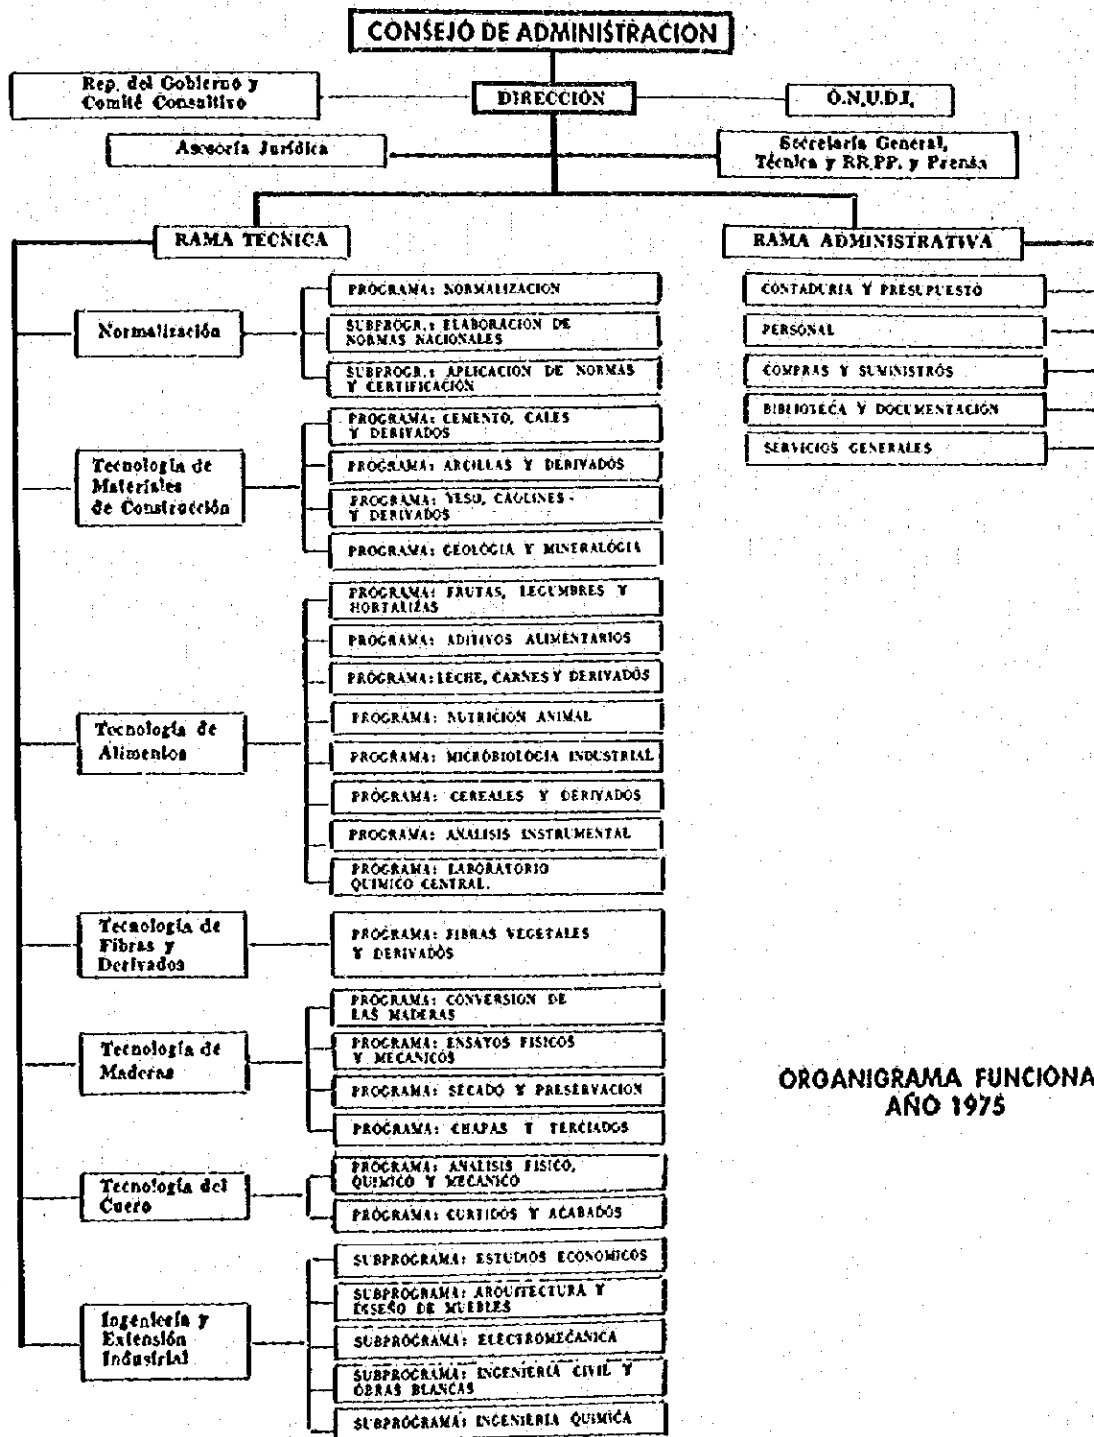 CONSEJO DE ADMINISTRACION
Rep. del Gobierno y
Comité Consultivo
DIRECCIÓN
O.N.U.D.I.
Asesoría Jurídica
Secretaría General,
Técnica y RR.PP. y Prensa
RAMA TECNICA
RAMA ADMINISTRATIVA
Normalización
PROGRAMA: NORMALIZACION
SUBPROGR.: ELABORACION DE
NORMAS NACIONALES
SUBPROGR.: APLICACION DE NORMAS
Y CERTIFICACIÓN
CONTADURIA Y PRESUPUESTO
PERSONAL
COMPRAS Y SUMINISTROS
BIBLIOTECA Y DOCUMENTACIÓN
SERVICIOS GENERALES
Tecnología de
Materiales
de Construcción
PROGRAMA: CEMENTO, CALES
Y DERIVADOS
PROGRAMA: ARCILLAS Y DERIVADOS
PROGRAMA: YESO, CAOLINES -
Y DERIVADOS
PROGRAMA: GEOLOGIA Y MINERALOGIA
Tecnología de
Alimentos
PROGRAMA: FRUTAS, LEGUMBRES Y
HORTALIZAS
PROGRAMA: ADITIVOS ALIMENTARIOS
PROGRAMA: LECHE, CARNES Y DERIVADOS
PROGRAMA: NUTRICION ANIMAL
PROGRAMA: MICROBIOLOGIA INDUSTRIAL
PROGRAMA: CEREALES Y DERIVADOS
PROGRAMA: ANALISIS INSTRUMENTAL
PROGRAMA: LABORATORIO
QUIMICO CENTRAL.
Tecnología de
Fibras y
Derivados
PROGRAMA: FIBRAS VEGETALES
Y DERIVADOS
Tecnología de
Maderas
PROGRAMA: CONVERSION DE
LAS MADERAS
PROGRAMA: ENSAYOS FISICOS
Y MECANICOS
PROGRAMA: SECADO Y PRESERVACION
PROGRAMA: CHAPAS Y TERCIADOS
ORGANIGRAMA FUNCIONA
AÑO 1975
Tecnología del
Cuero
PROGRAMA: ANALISIS FISICO,
QUIMICO Y MECANICO
PROGRAMA: CURTIDOS Y ACABADOS
Ingeniería y
Extensión
Industrial
SUBPROGRAMA: ESTUDIOS ECONOMICOS
SUBPROGRAMA: ARQUITECTURA Y
DISEÑO DE MUEBLES
SUBPROGRAMA: ELECTROMECANICA
SUBPROGRAMA: INGENIERIA CIVIL Y
OBRAS BLANCAS
SUBPROGRAMA: INGENIERIA QUIMICA